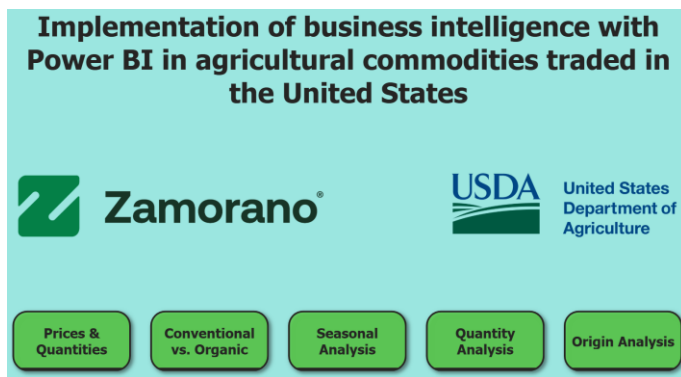 Implementation of business intelligence with
Power BI in agricultural commodities traded in
the United States
Zamorano®
USDA
United States
Department of
Agriculture
Prices &
Quantities
Conventional
vs. Organic
Seasonal
Analysis
Quantity
Analysis
Origin Analysis